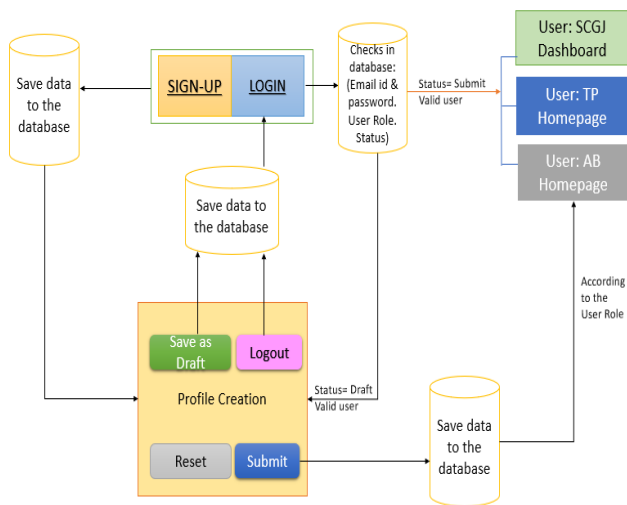 Save data
to the
database
SIGN-UP
LOGIN
Checks in
database:
(Email id &
password.
User Role.
Status)
Status= Submit
Valid user
User: SCGJ
Dashboard
User: TP
Homepage
User: AB
Homepage
Save data to
the database
According
to the
User Role
Save as
Draft
Logout
Profile Creation
Status= Draft
Valid user
Reset
Submit
Save data
to the
database